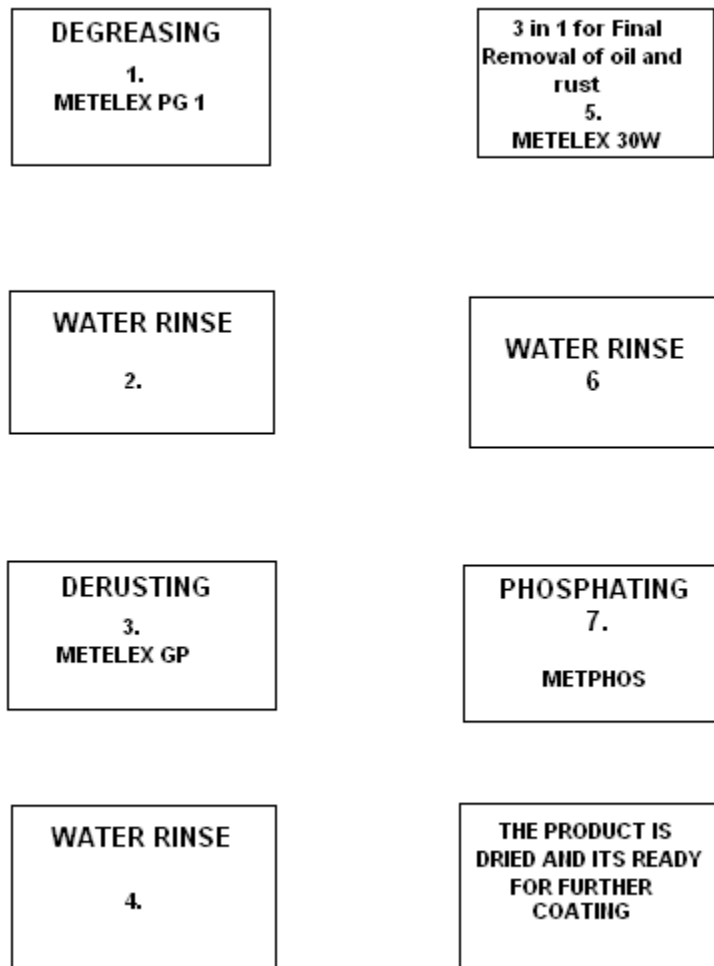 DEGREASING
1.
METELEX PG 1
WATER RINSE
2.
DERUSTING
3.
METELEX GP
WATER RINSE
4.
3 in 1 for Final
Removal of oil and
rust
5.
METELEX 30W
WATER RINSE
6
PHOSPHATING
7.
METPHOS
THE PRODUCT IS
DRIED AND ITS READY
FOR FURTHER
COATING